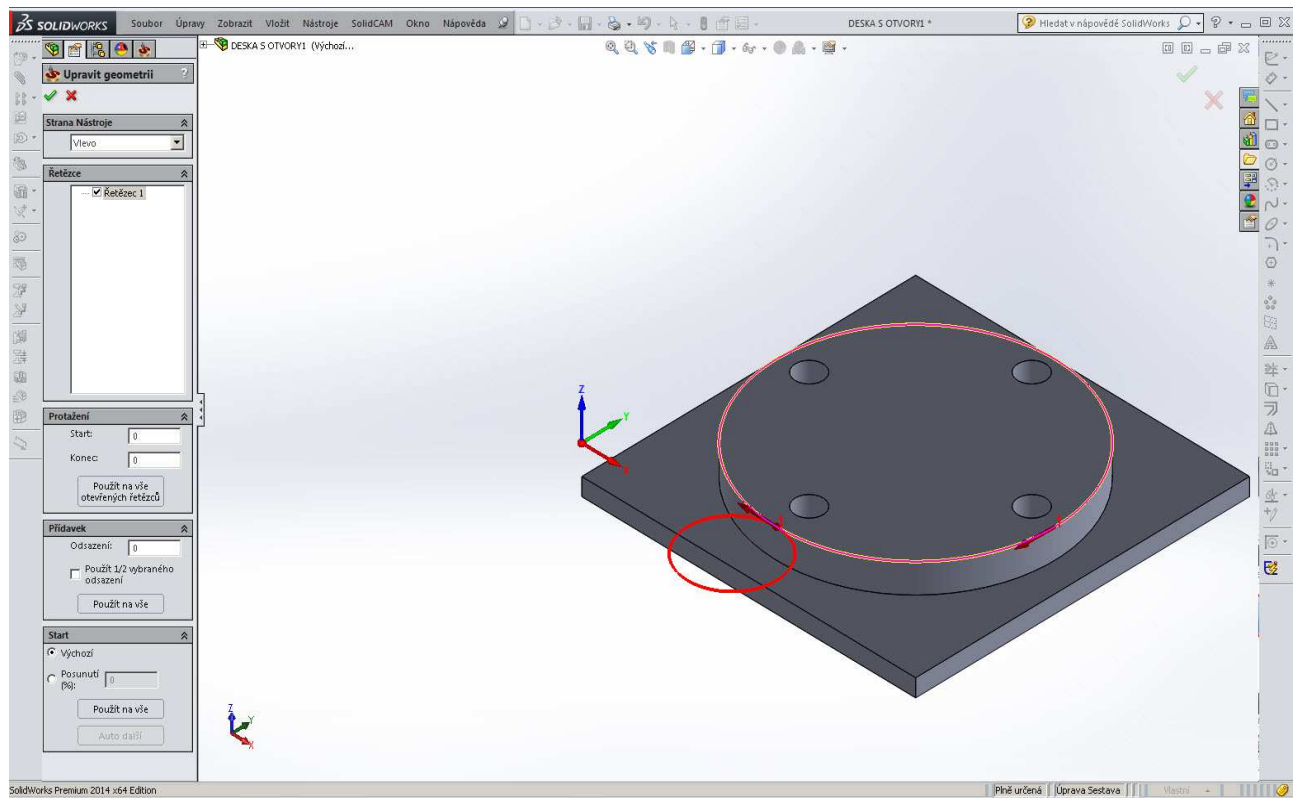 SOLIDWORKS Soubor Úpravy Zobrazit Vložit Nástroje SolidCAM Okno Nápověda DESKA S OTVORY1 * Hledat v nápovědě SolidWorks
DESKA S OTVORY1 (Výchozí...
Upravit geometrii ?
Strana Nástroje
Vlevo
Řetězce
Řetězec 1
Protažení
Start: 0
Konec: 0
Použít na vše
otevřených řetězců
Přídavek
Odsazení: 0
Použít 1/2 vybraného
odsazení
Použít na vše
Start
Výchozí
Posunutí
(%): 0
Použít na vše
Auto další
Z
Y
X
Z
Y
X
SolidWorks Premium 2014 x64 Edition Plně určená Úprava Sestava Vlastní